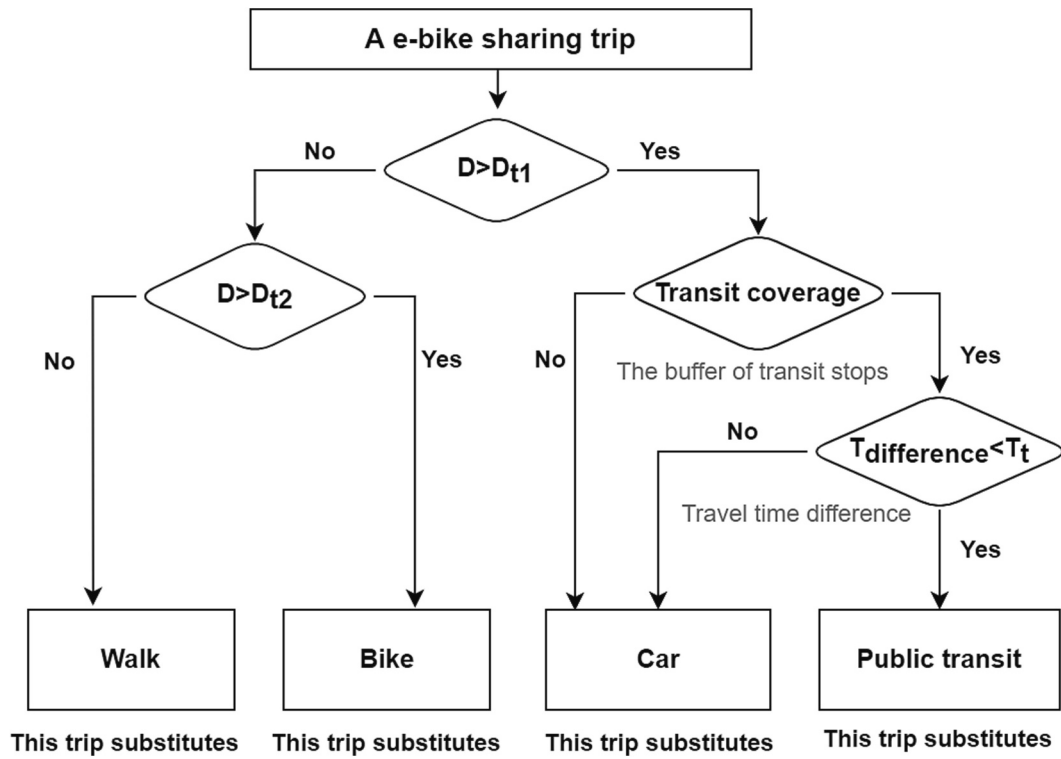 A e-bike sharing trip
No
Yes
D>Dt1
D>Dt2
Transit coverage
No
Yes
No
Yes
The buffer of transit stops
No
Tdifference<Tt
Travel time difference
Yes
Walk
Bike
Car
Public transit
This trip substitutes
This trip substitutes
This trip substitutes
This trip substitutes